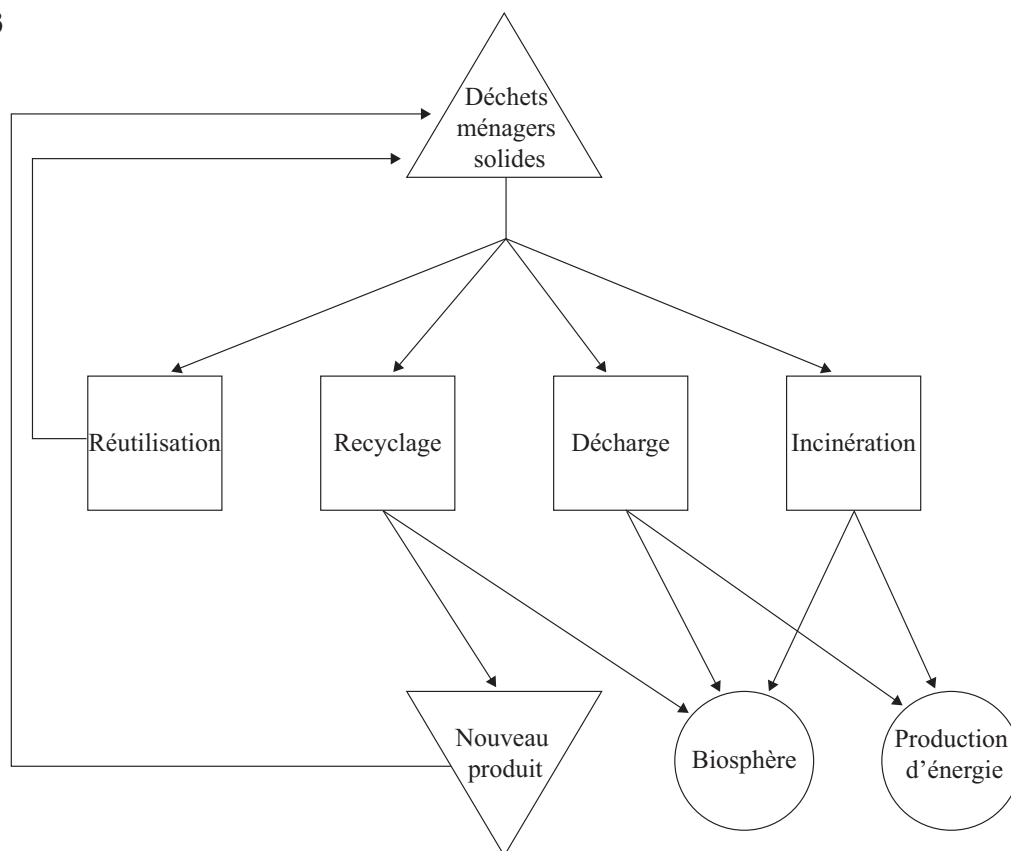 Déchets
ménagers
solides
Réutilisation
Recyclage
Décharge
Incinération
Nouveau
produit
Biosphère
Production
d’énergie